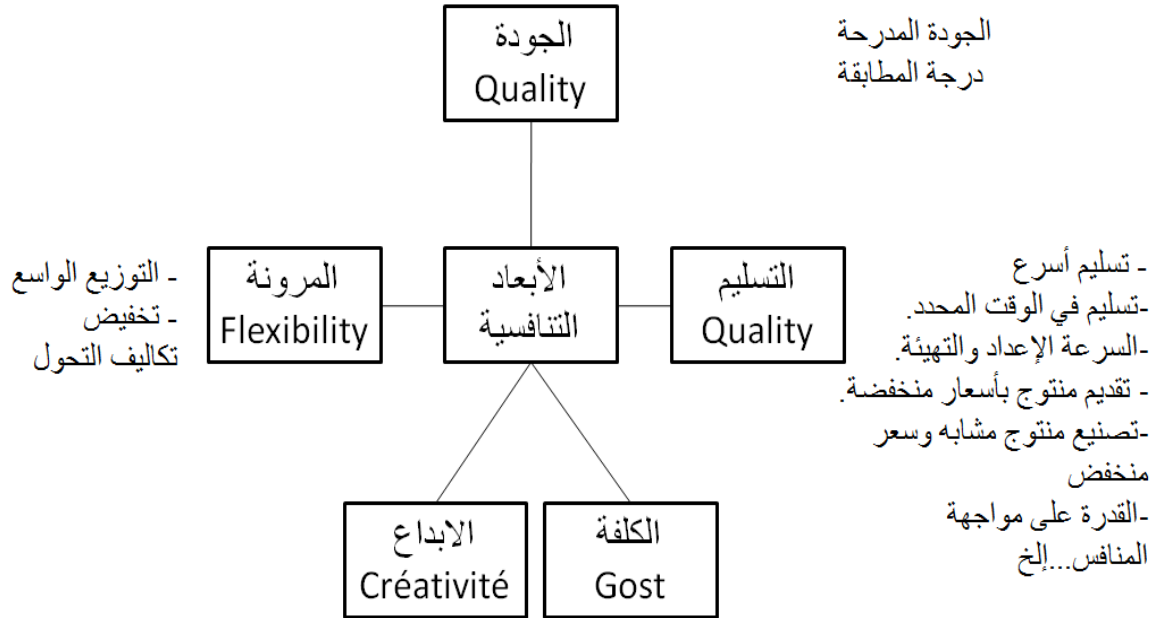 الجودة
Quality
الجودة المدرحة
درجة المطابقة
المرونة
Flexibility
- التوزيع الواسع
- تخفيض
تكاليف التحول
الأبعاد
التنافسية
التسليم
Quality
- تسليم أسرع
-تسليم في الوقت المحدد.
-السرعة الإعداد والتهيئة.
- تقديم منتوج بأسعار منخفضة.
-تصنيع منتوج مشابه وسعر
منخفض
-القدرة على مواجهة
المنافس...إلخ
الكلفة
Gost
الابداع
Créativité